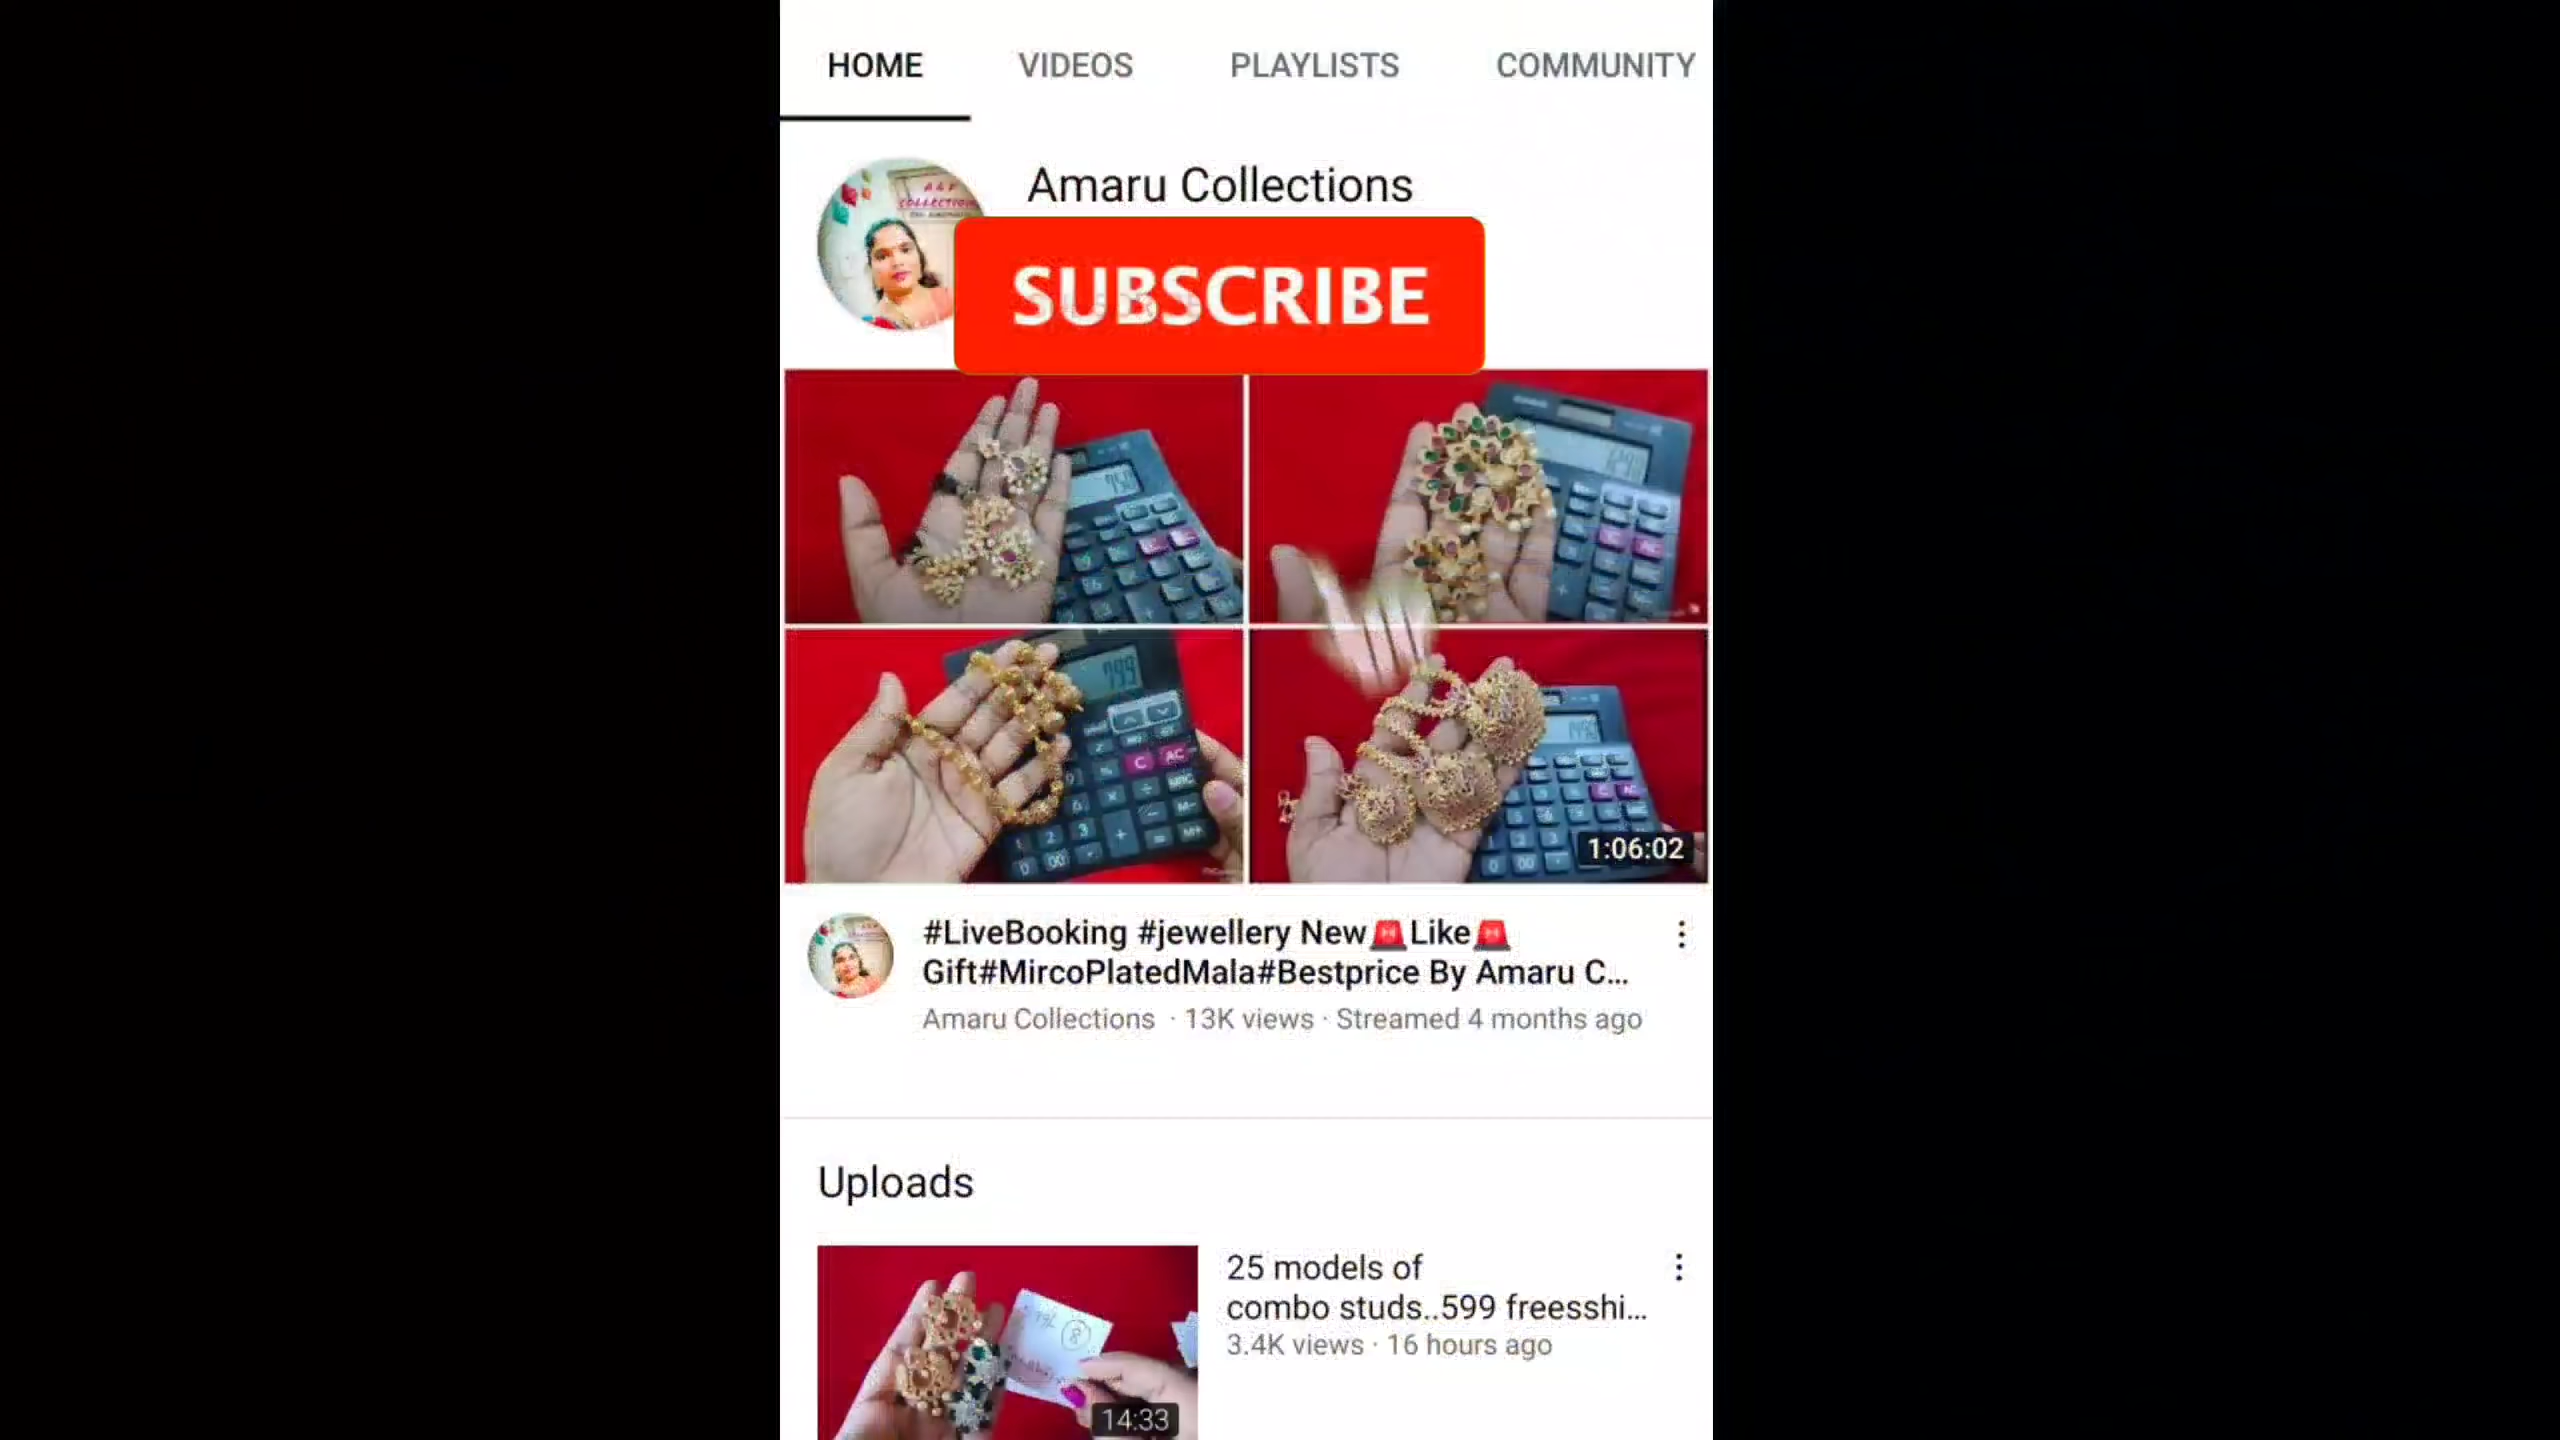 HOME VIDEOS PLAYLISTS COMMUNITY
Amaru Collections
SUBSCRIBE
799
C AC
1:06:02
#LiveBooking #jewellery New🚨Like🚨
Gift#MircoPlatedMala#Bestprice By Amaru C...
Amaru Collections · 13K views · Streamed 4 months ago
Uploads
25 models of
combo studs..599 freesshi...
3.4K views · 16 hours ago
14:33